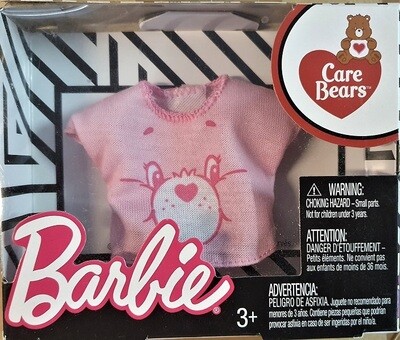 Care
Bears™
WARNING:
CHOKING HAZARD - Small parts.
Not for children under 3 years.
ATTENTION:
DANGER D'ÉTOUFFEMENT -
Petits éléments. Ne convient pas
aux enfants de moins de 36 mois.
ADVERTENCIA:
PELIGRO DE ASFIXIA. Juguete no recomendado para
menores de 3 años. Contiene piezas pequeñas que podrían
provocar asfixia en caso de ser ingeridas por el niño/a.
Barbie®
3+